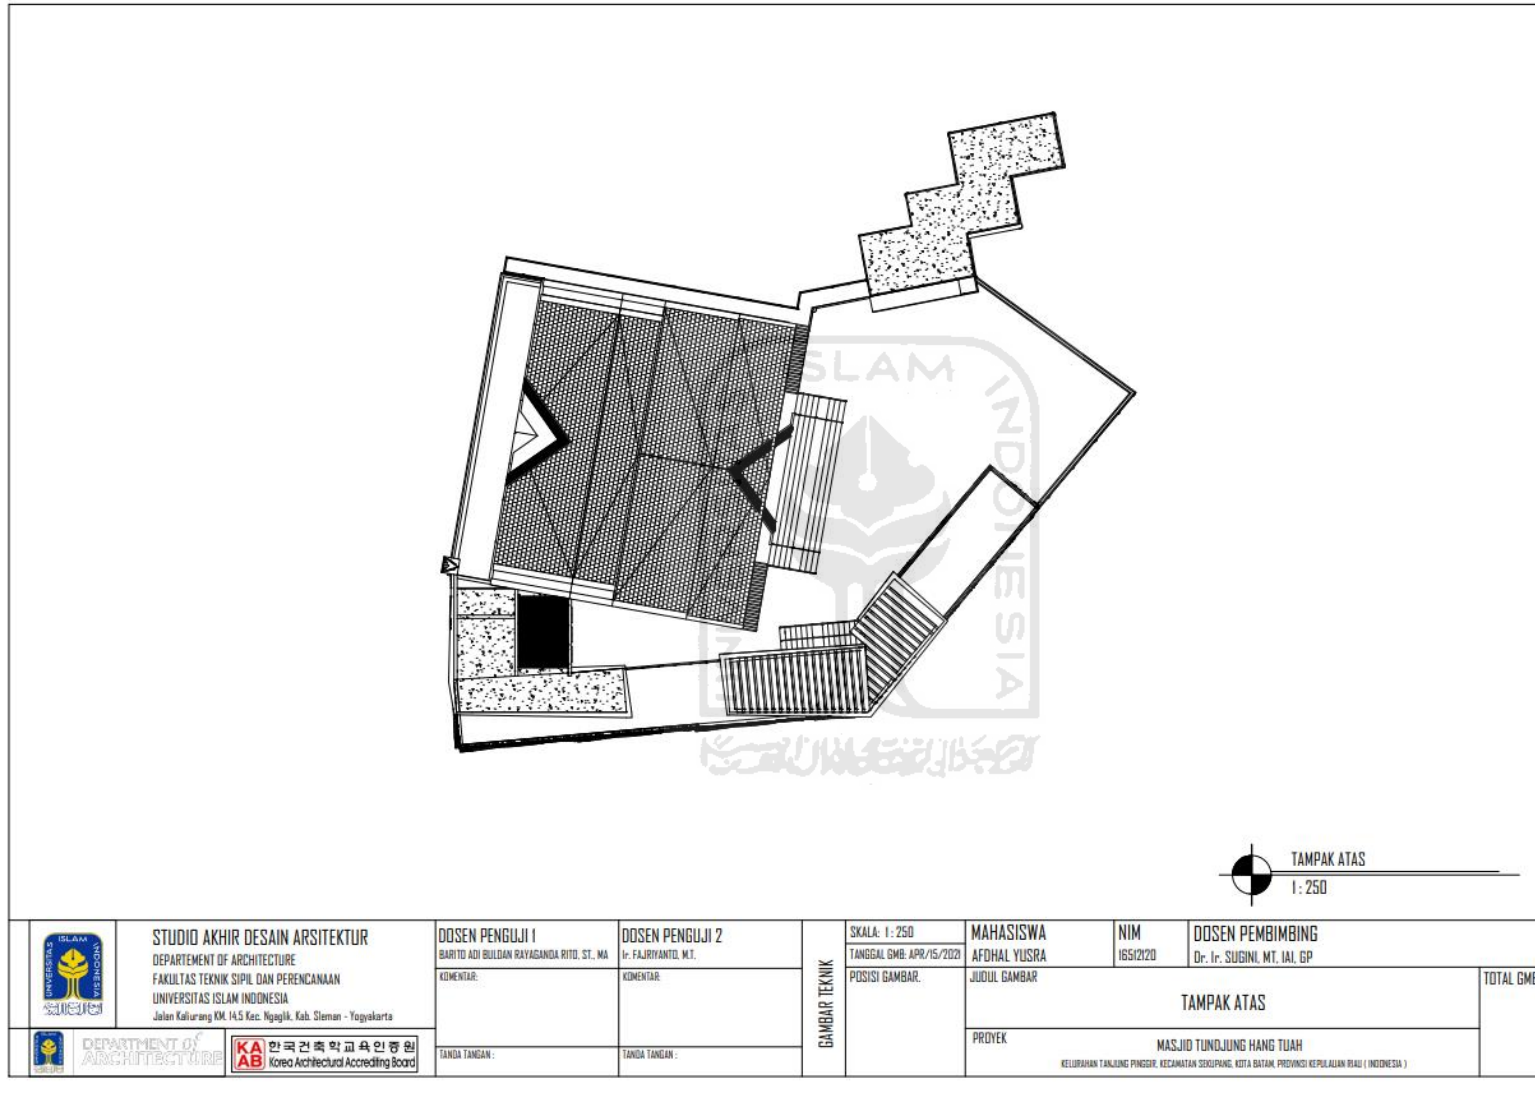 ISLAM
INDONESIA
TAMPAK ATAS
1 : 250
ISLAM
UNIVERSITAS
INDONESIA
STUDIO AKHIR DESAIN ARSITEKTUR
DEPARTEMENT OF ARCHITECTURE
FAKULTAS TEKNIK SIPIL DAN PERENCANAAN
UNIVERSITAS ISLAM INDONESIA
Jalan Kaliurang KM. 14,5 Kec. Ngaglik, Kab. Sleman - Yogyakarta
DEPARTMENT of
ARCHITECTURE
KA
AB
한국건축학교육인증원
Korea Architectural Accrediting Board
DOSEN PENGUJI 1
BARITO ADI BULDAN RAYAGANDA RITO, ST., MA
KOMENTAR:
TANDA TANGAN :
DOSEN PENGUJI 2
Ir. FAJRIYANTO, M.T.
KOMENTAR:
TANDA TANGAN :
GAMBAR TEKNIK
SKALA: 1 : 250
TANGGAL GMB: APR/15/2021
POSISI GAMBAR.
MAHASISWA
AFDHAL YUSRA
NIM
16512120
DOSEN PEMBIMBING
Dr. Ir. SUGINI, MT, IAI, GP
JUDUL GAMBAR
TAMPAK ATAS
TOTAL GMB
PROYEK
MASJID TUNDJUNG HANG TUAH
KELURAHAN TANJUNG PINGGIR, KECAMATAN SEKUPANG, KOTA BATAM, PROVINSI KEPULAUAN RIAU ( INDONESIA )